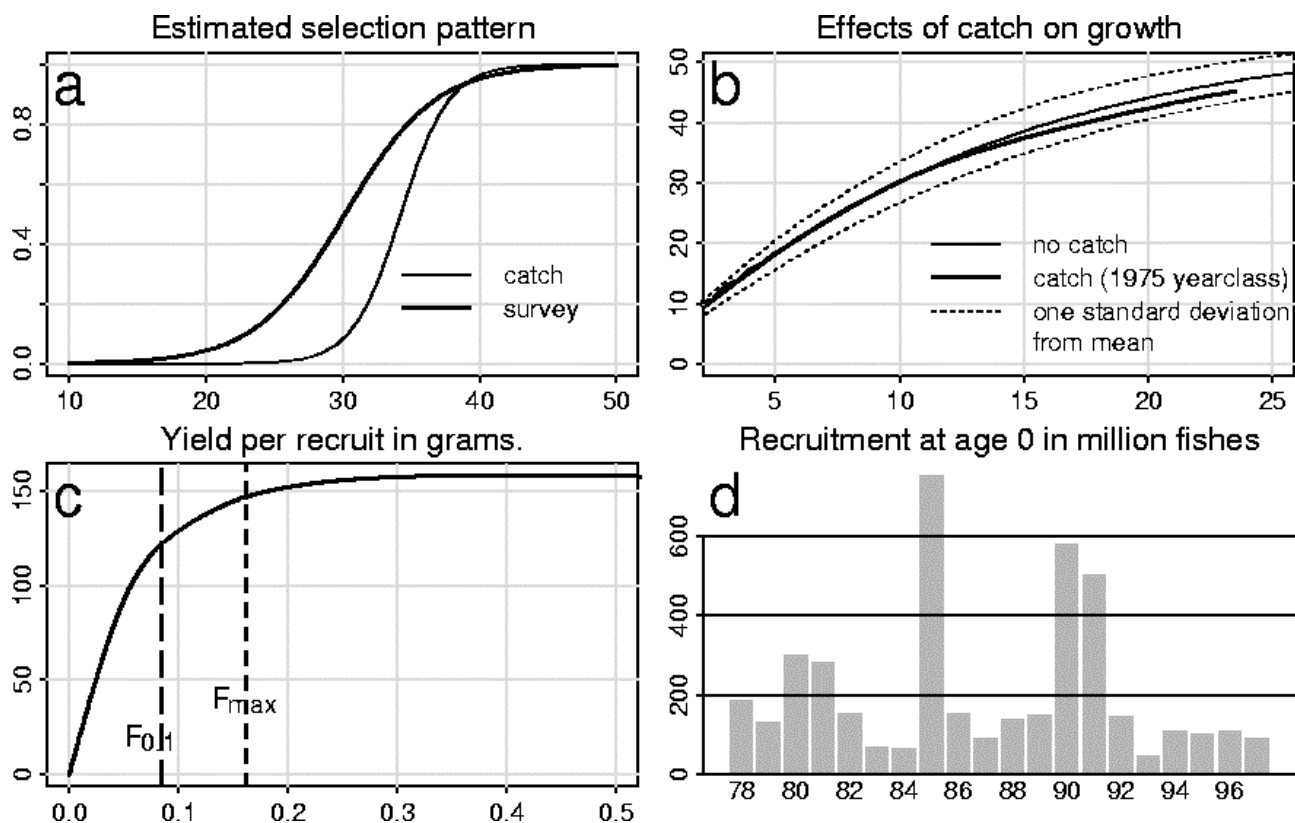 Estimated selection pattern
a
0.0 0.4 0.8
10 20 30 40 50
catch
survey
Effects of catch on growth
b
0 10 20 30 40 50
5 10 15 20 25
no catch
catch (1975 yearclass)
one standard deviation
from mean
Yield per recruit in grams.
c
0 50 100 150
0.0 0.1 0.2 0.3 0.4 0.5
F0.1
Fmax
Recruitment at age 0 in million fishes
d
0 200 400 600
78 80 82 84 86 88 90 92 94 96